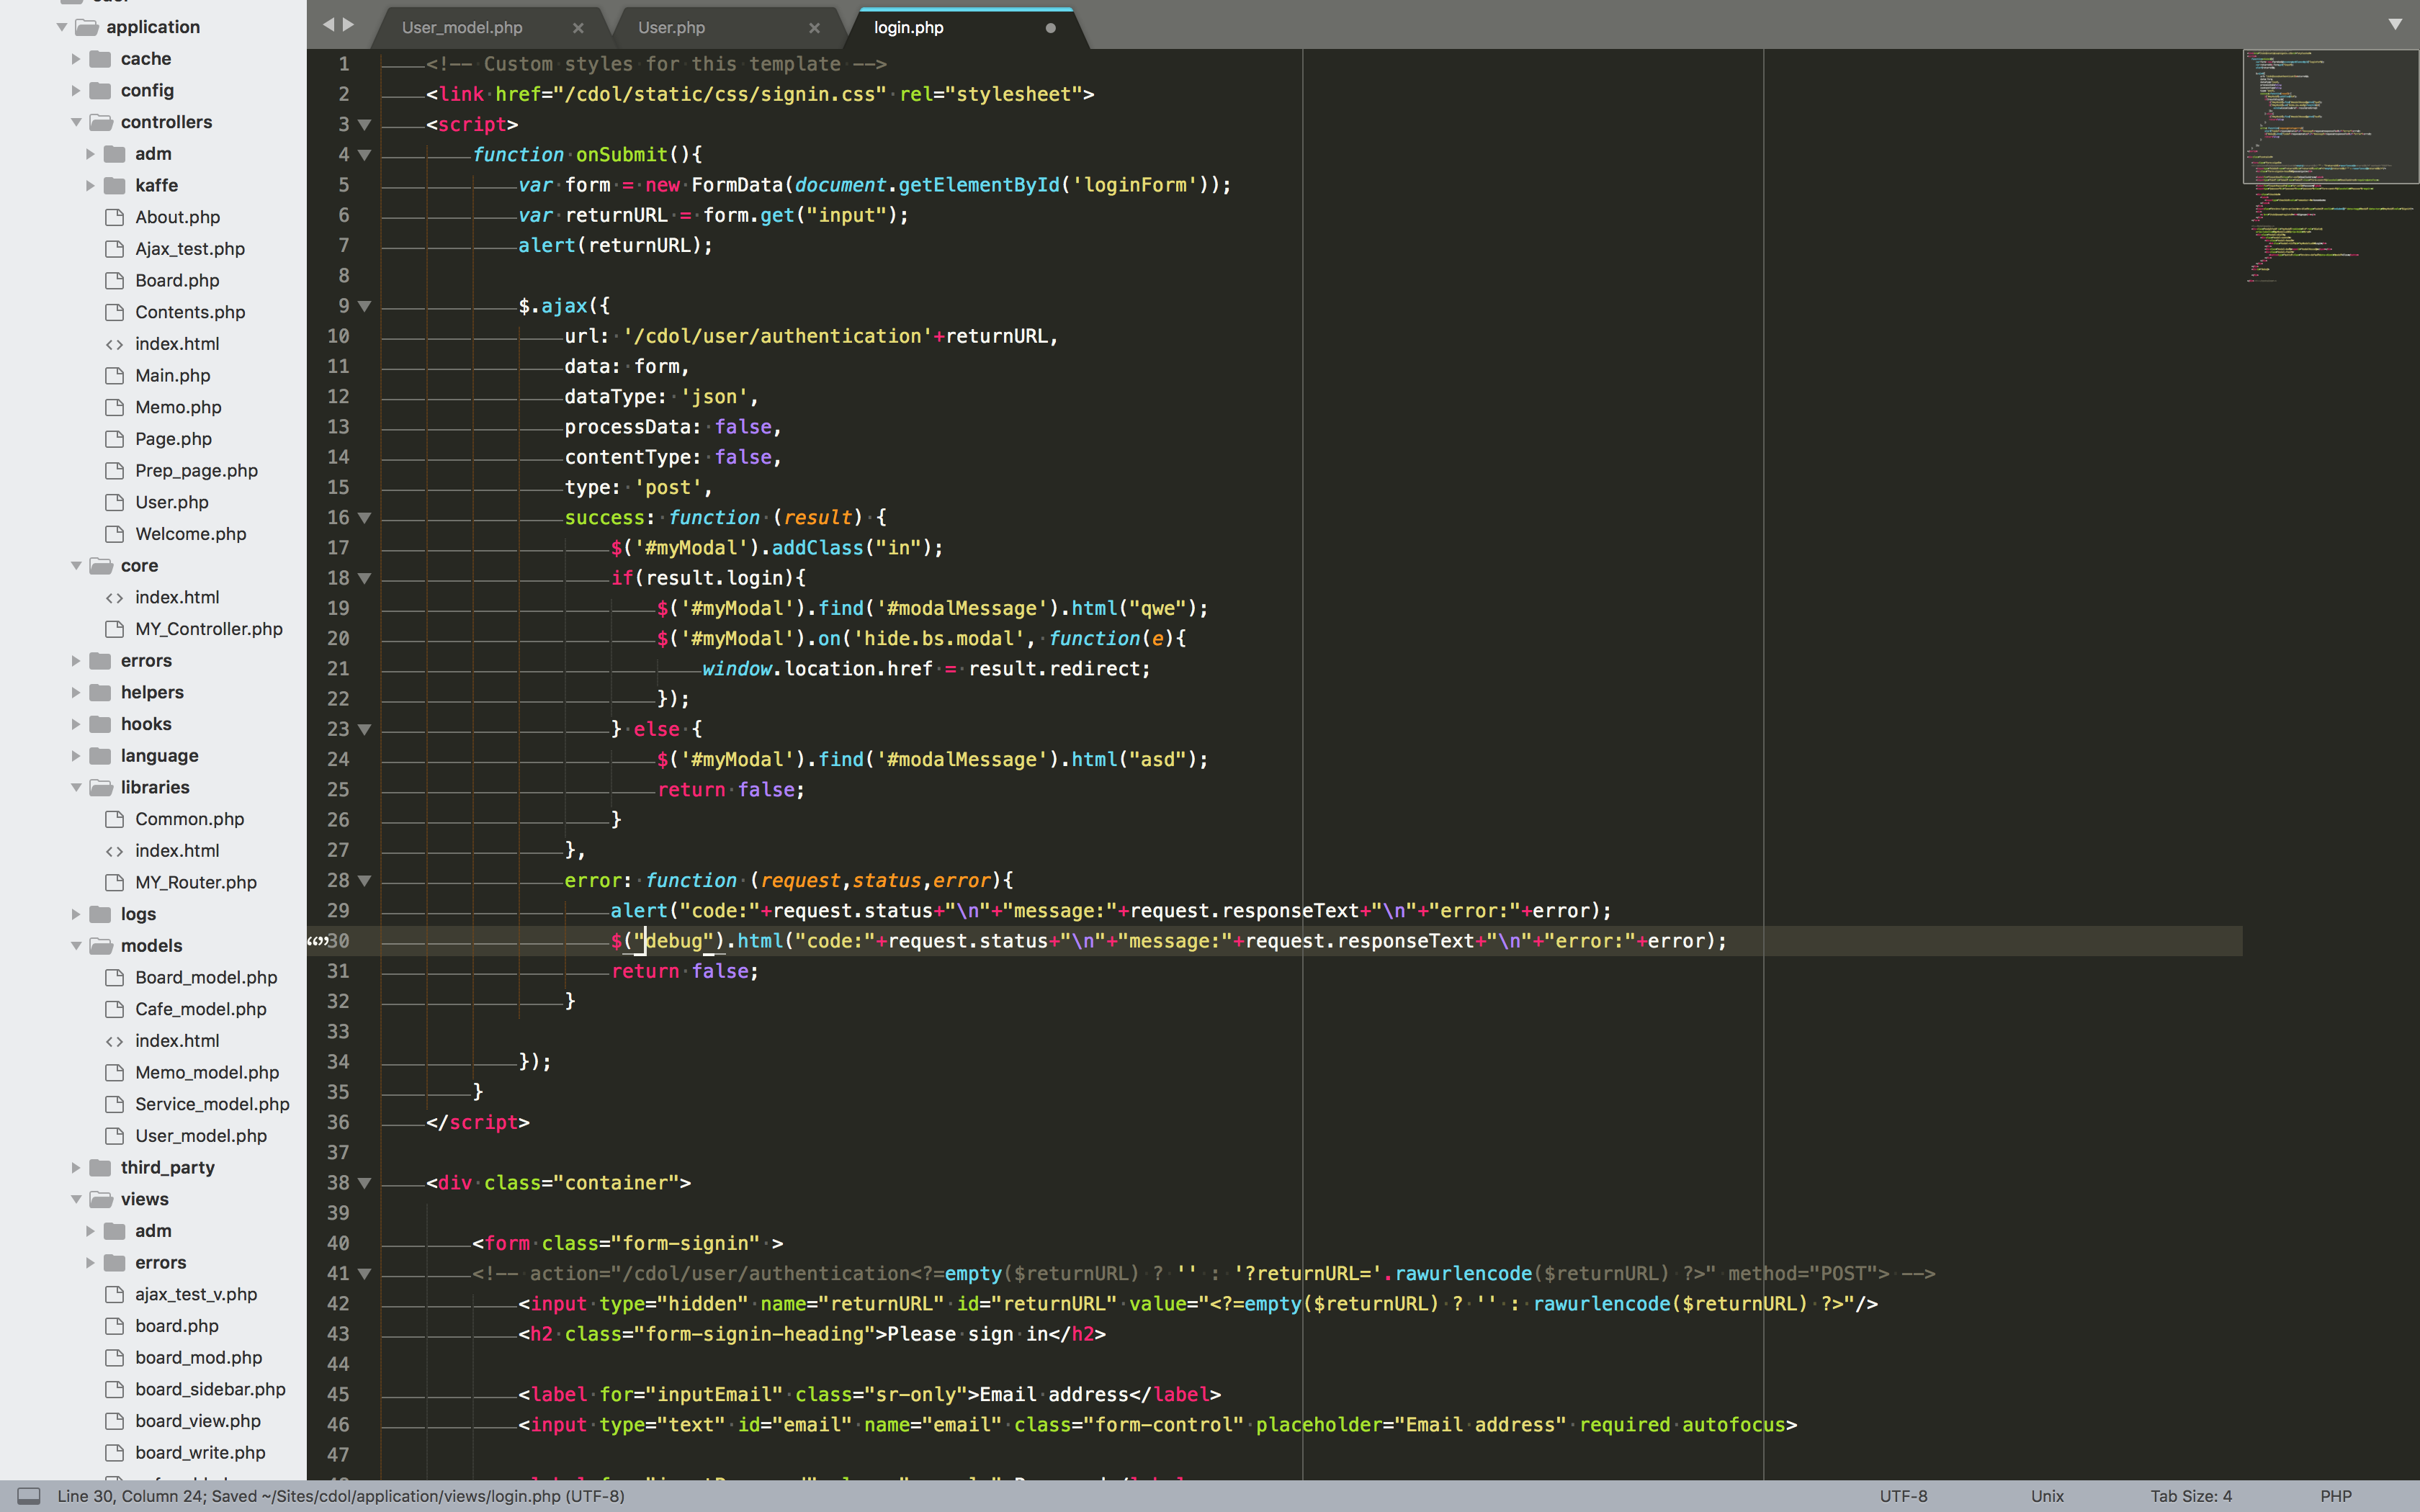 application
cache
config
controllers
adm
kaffe
About.php
Ajax_test.php
Board.php
Contents.php
index.html
Main.php
Memo.php
Page.php
Prep_page.php
User.php
Welcome.php
core
index.html
MY_Controller.php
errors
helpers
hooks
language
libraries
Common.php
index.html
MY_Router.php
logs
models
Board_model.php
Cafe_model.php
index.html
Memo_model.php
Service_model.php
User_model.php
third_party
views
adm
errors
ajax_test_v.php
board.php
board_mod.php
board_sidebar.php
board_view.php
board_write.php
User_model.php
User.php
login.php
1 <!-- Custom styles for this template -->
2 <link href="/cdol/static/css/signin.css" rel="stylesheet">
3 <script>
4 function onSubmit(){
5 var form = new FormData(document.getElementById('loginForm'));
6 var returnURL = form.get("input");
7 alert(returnURL);
8
9 $.ajax({
10 url: '/cdol/user/authentication'+returnURL,
11 data: form,
12 dataType: 'json',
13 processData: false,
14 contentType: false,
15 type: 'post',
16 success: function (result) {
17 $('#myModal').addClass("in");
18 if(result.login){
19 $('#myModal').find('#modalMessage').html("qwe");
20 $('#myModal').on('hide.bs.modal', function(e){
21 window.location.href = result.redirect;
22 });
23 } else {
24 $('#myModal').find('#modalMessage').html("asd");
25 return false;
26 }
27 },
28 error: function (request,status,error){
29 alert("code:"+request.status+"\n"+"message:"+request.responseText+"\n"+"error:"+error);
30 $("debug").html("code:"+request.status+"\n"+"message:"+request.responseText+"\n"+"error:"+error);
31 return false;
32 }
33
34 });
35 }
36 </script>
37
38 <div class="container">
39
40 <form class="form-signin" >
41 <!-- action="/cdol/user/authentication<?=empty($returnURL) ? '' : '?returnURL='.rawurlencode($returnURL) ?>" method="POST"> -->
42 <input type="hidden" name="returnURL" id="returnURL" value="<?=empty($returnURL) ? '' : rawurlencode($returnURL) ?>"/>
43 <h2 class="form-signin-heading">Please sign in</h2>
44
45 <label for="inputEmail" class="sr-only">Email address</label>
46 <input type="text" id="email" name="email" class="form-control" placeholder="Email address" required autofocus>
47
Line 30, Column 24; Saved ~/Sites/cdol/application/views/login.php (UTF-8)
UTF-8
Unix
Tab Size: 4
PHP